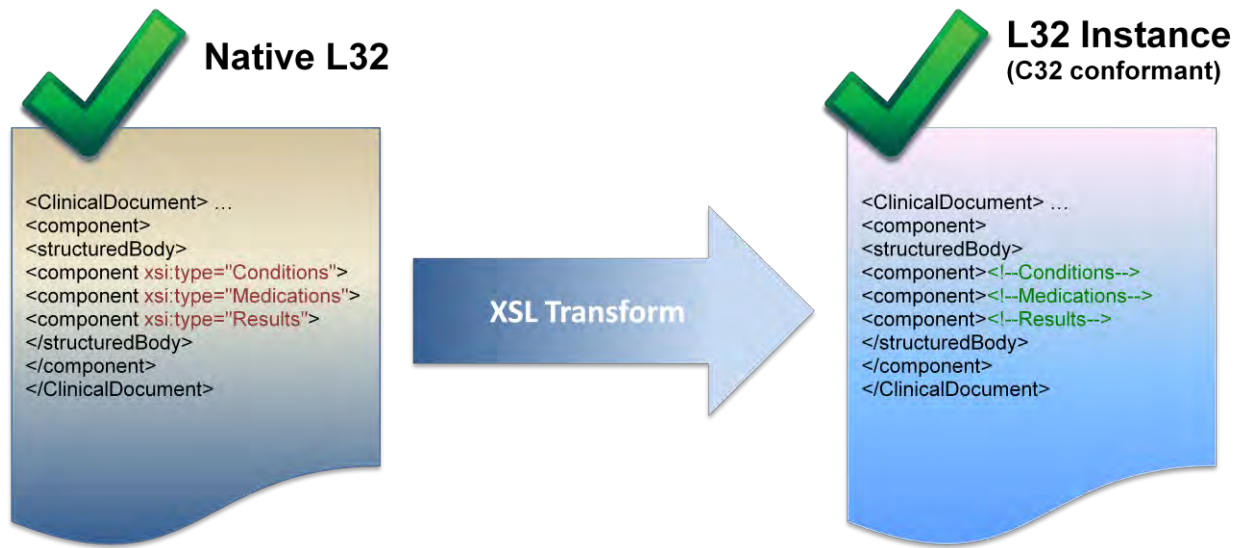 Native L32
<ClinicalDocument> …
<component>
<structuredBody>
<component xsi:type="Conditions">
<component xsi:type="Medications">
<component xsi:type="Results">
</structuredBody>
</component>
</ClinicalDocument>
XSL Transform
L32 Instance
(C32 conformant)
<ClinicalDocument> …
<component>
<structuredBody>
<component><!--Conditions-->
<component><!--Medications-->
<component><!--Results-->
</structuredBody>
</component>
</ClinicalDocument>